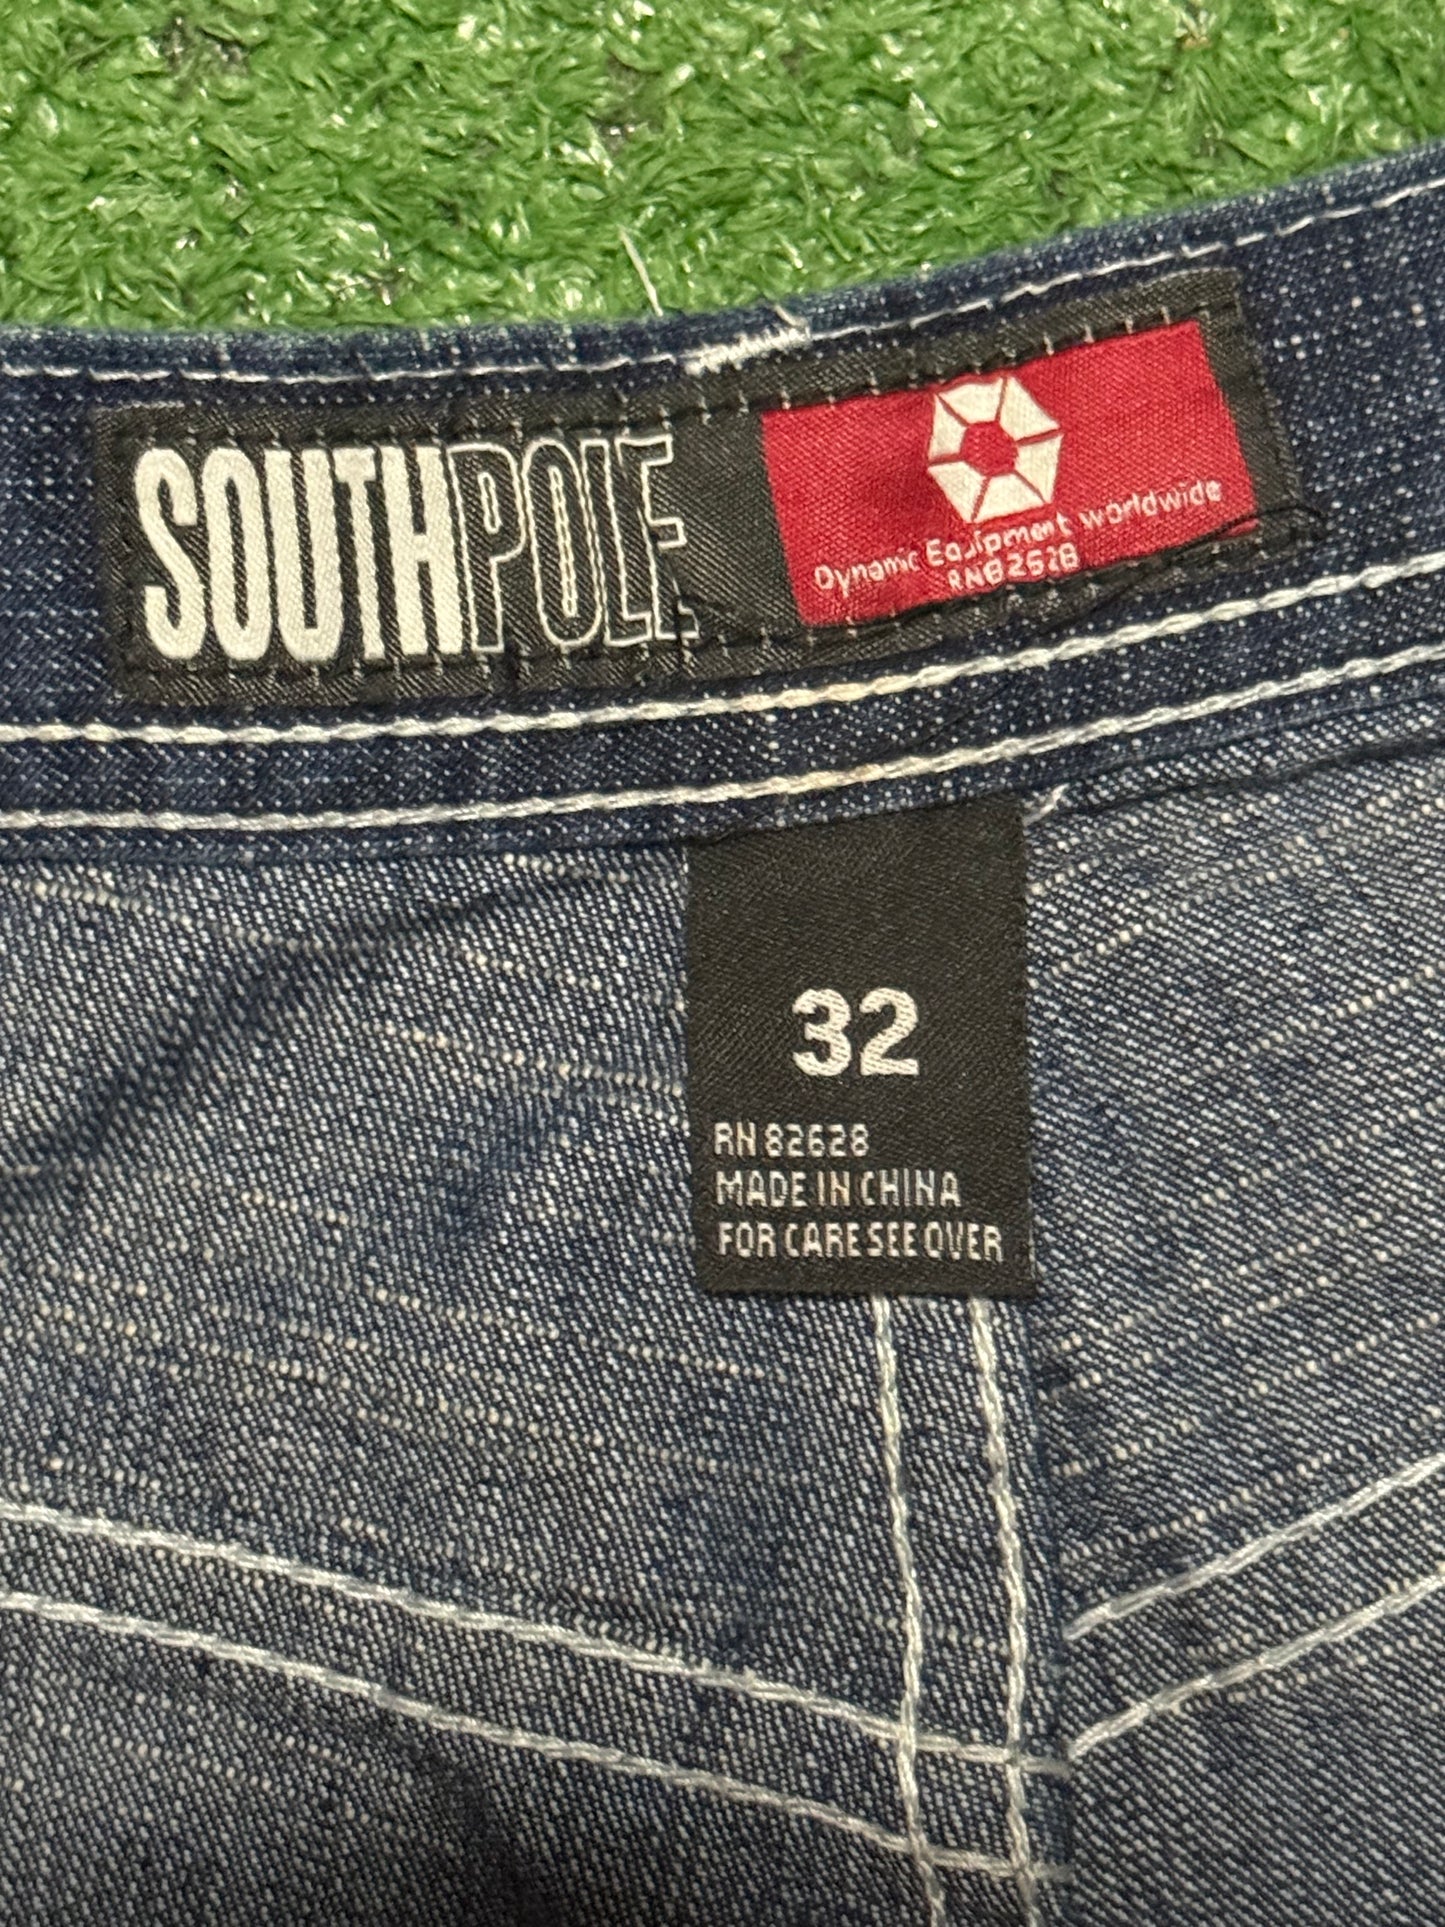 SOUTHPOLE
Dynamic Equipment worldwide
RN82628
32
RN 82628
MADE IN CHINA
FOR CARE SEE OVER